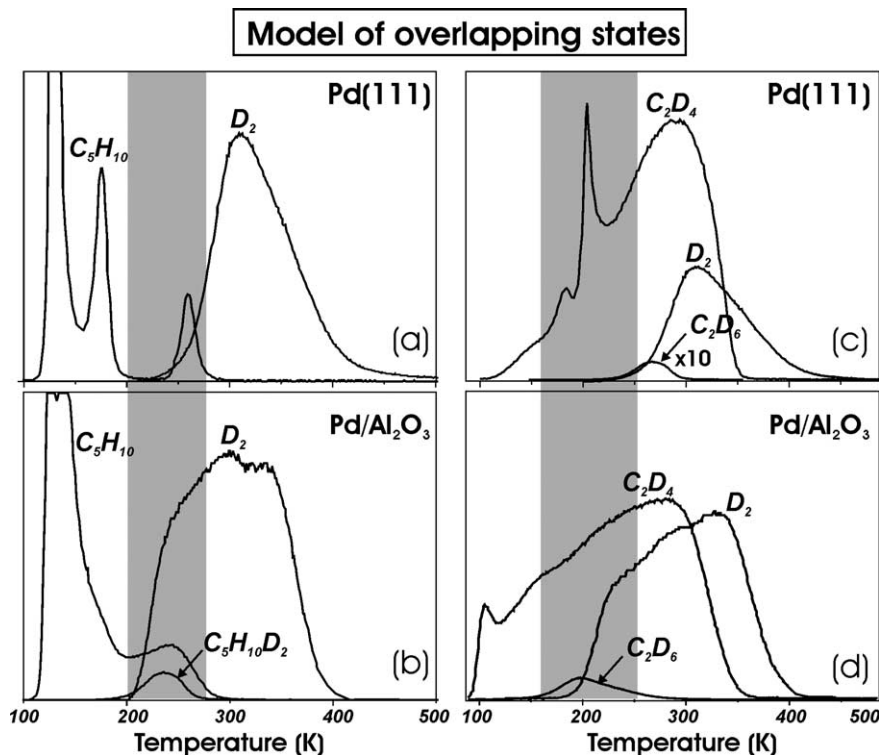 Model of overlapping states
Pd(111)
C₅H₁₀
D₂
(a)
Pd/Al₂O₃
C₅H₁₀
D₂
C₅H₁₀D₂
(b)
100 200 300 400 500
Temperature (K)
Pd(111)
C₂D₄
D₂
C₂D₆
x10
(c)
Pd/Al₂O₃
C₂D₄
D₂
C₂D₆
(d)
100 200 300 400 500
Temperature (K)